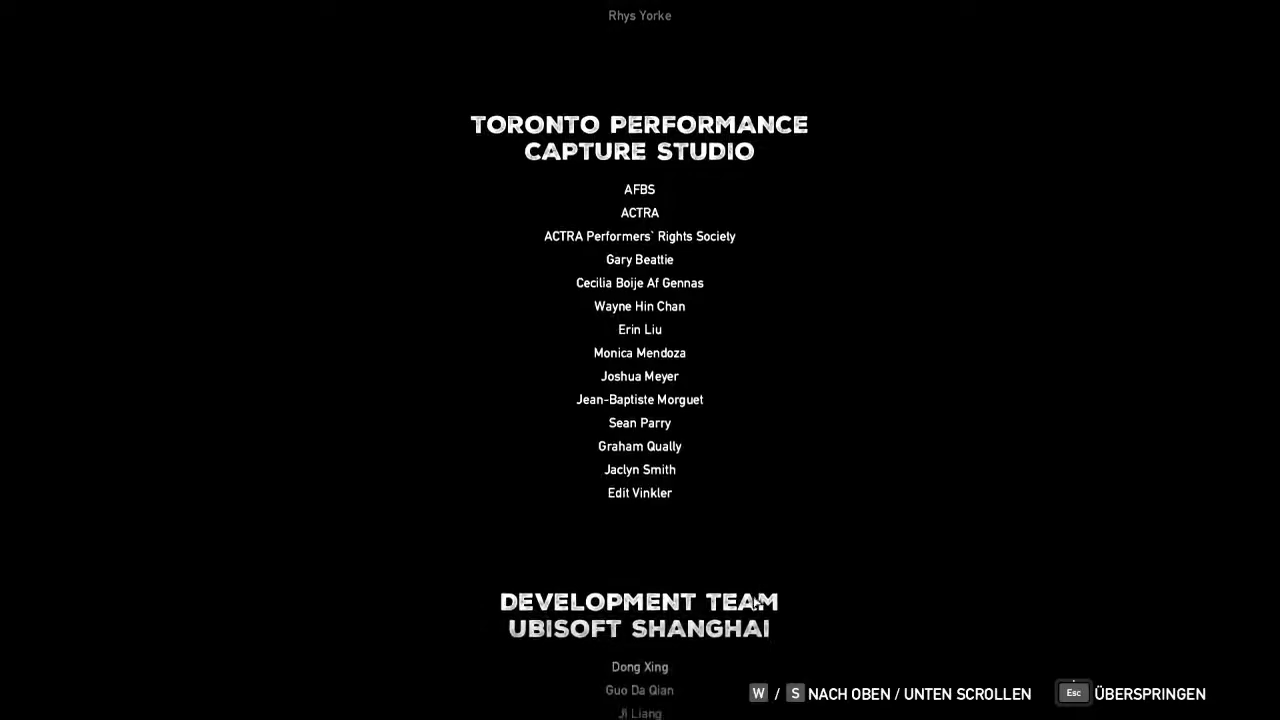 Rhys Yorke
TORONTO PERFORMANCE
CAPTURE STUDIO
AFBS
ACTRA
ACTRA Performers` Rights Society
Gary Beattie
Cecilia Boije Af Gennas
Wayne Hin Chan
Erin Liu
Monica Mendoza
Joshua Meyer
Jean-Baptiste Morguet
Sean Parry
Graham Qually
Jaclyn Smith
Edit Vinkler
DEVELOPMENT TEAM
UBISOFT SHANGHAI
Dong Xing
Guo Da Qian
Ji Liang
W / S NACH OBEN / UNTEN SCROLLEN Esc ÜBERSPRINGEN